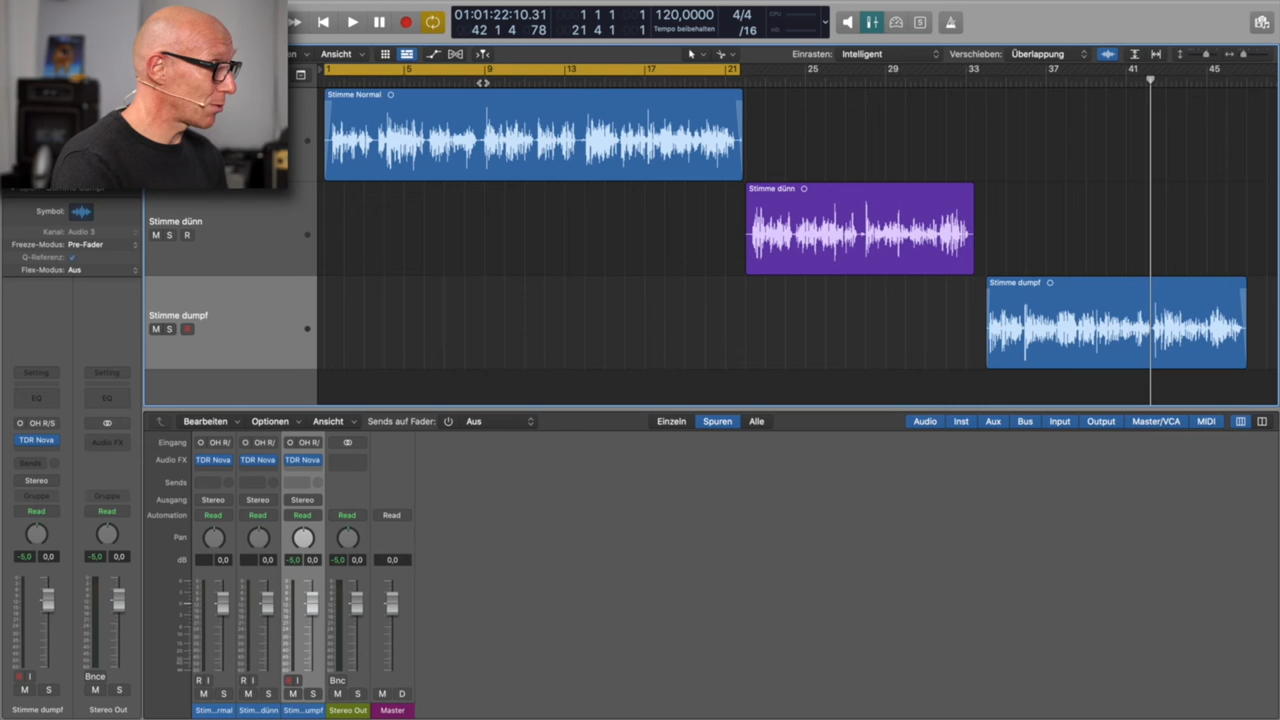 01:01:22:10.31
42 1 4 78
1 1 1 1
21 4 1 1
120,0000
Tempo beibehalten
4/4
/16
Ansicht
Einrasten: Intelligent
Verschieben: Überlappung
1 5 9 13 17 21 25 29 33 37 41 45
Stimme Normal
Stimme dünn
Stimme dumpf
Symbol:
Kanal: Audio 3
Freeze-Modus: Pre-Fader
Q-Referenz:
Flex-Modus: Aus
Stimme dünn
M S R
Stimme dumpf
M S R
Setting Setting
EQ EQ
OH R/S
TDR Nova Audio FX
Sends
Stereo
Gruppe Gruppe
Read Read
-5,0 0,0 -5,0 0,0
Bnce
R I
M S M S
Stimme dumpf Stereo Out
Bearbeiten Optionen Ansicht Sends auf Fader: Aus
Einzeln Spuren Alle
Audio Inst Aux Bus Input Output Master/VCA MIDI
Eingang OH R/ OH R/ OH R/
Audio FX TDR Nova TDR Nova TDR Nova
Sends
Ausgang Stereo Stereo Stereo
Automation Read Read Read Read Read
Pan
dB 0,0 0,0 -5,0 0,0 -5,0 0,0 0,0
R I R I R I Bnc
M S M S M S M S M D
Stim...rmal Stim...dünn Stim...umpf Stereo Out Master